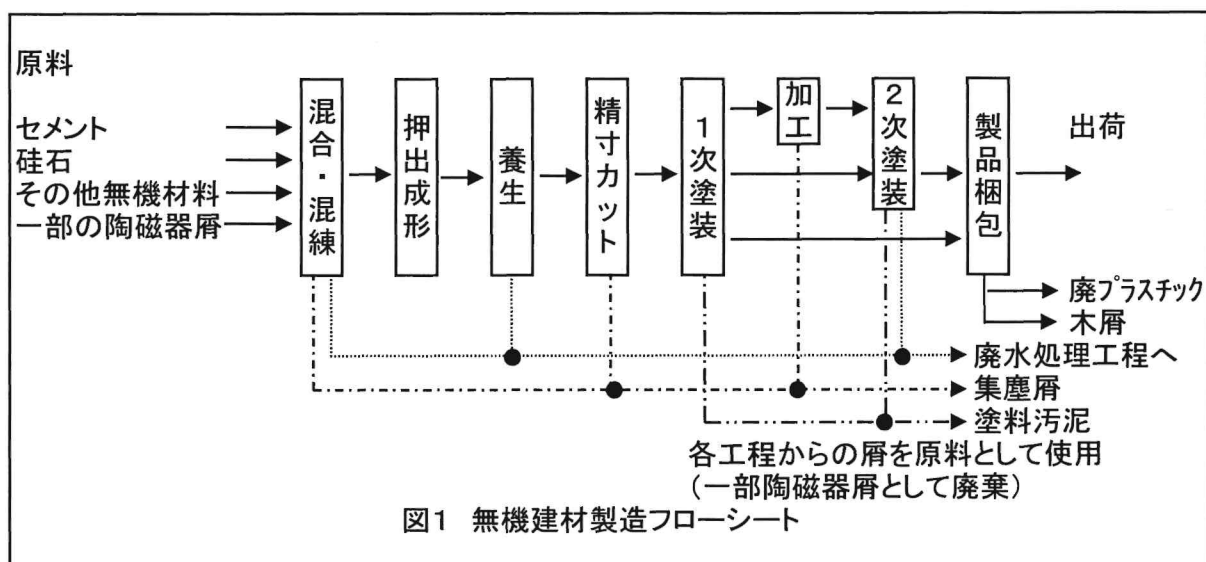 原料
セメント
硅石
その他無機材料
一部の陶磁器屑
混合・混練
押出成形
養生
精寸カット
1次塗装
加工
2次塗装
製品梱包
出荷
廃プラスチック
木屑
廃水処理工程へ
集塵屑
塗料汚泥
各工程からの屑を原料として使用
(一部陶磁器屑として廃棄)
図1 無機建材製造フローシート